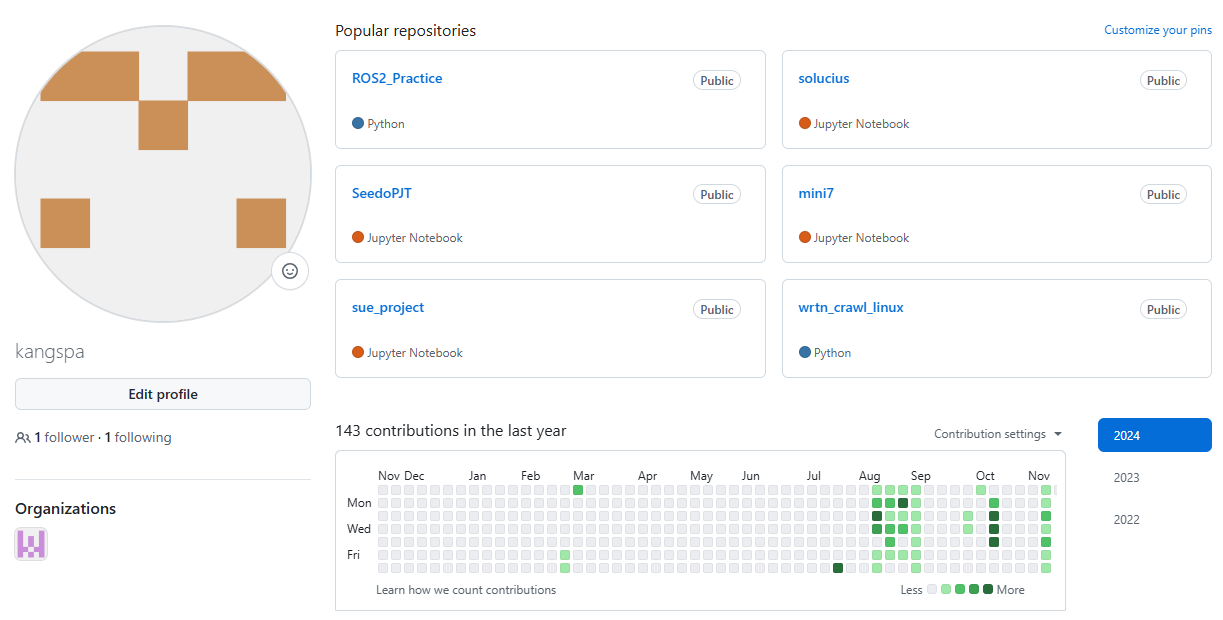 kangspa
Edit profile
1 follower · 1 following
Organizations
Popular repositories
Customize your pins
ROS2_Practice
Public
Python
solucius
Public
Jupyter Notebook
SeedoPJT
Public
Jupyter Notebook
mini7
Public
Jupyter Notebook
sue_project
Public
Jupyter Notebook
wrtn_crawl_linux
Public
Python
143 contributions in the last year
Contribution settings
Nov Dec Jan Feb Mar Apr May Jun Jul Aug Sep Oct Nov
Mon
Wed
Fri
Learn how we count contributions
Less More
2024
2023
2022